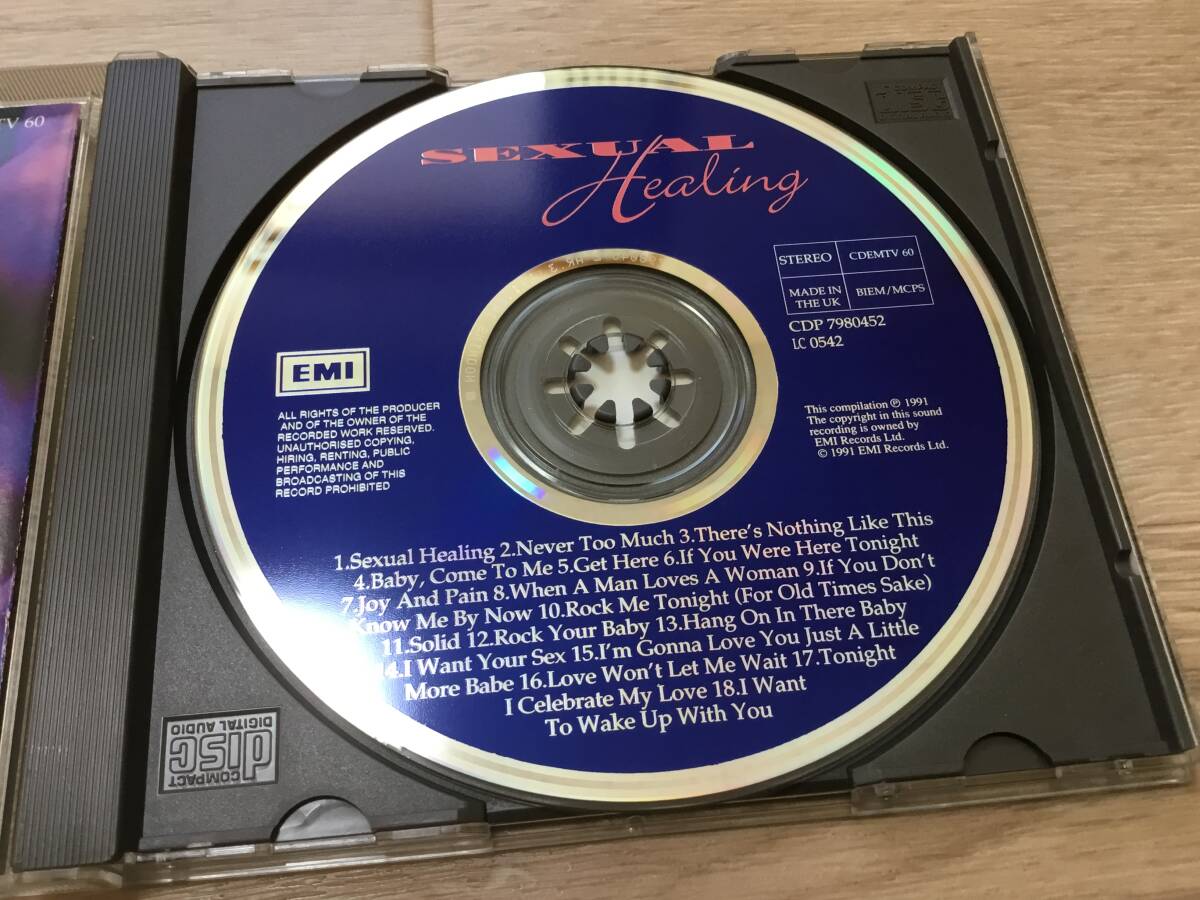 TV 60
SEXUAL
Healing
STEREO
CDEMTV 60
MADE IN
THE UK
BIEM/MCPS
CDP 7980452
LC 0542
EMI
ALL RIGHTS OF THE PRODUCER
AND OF THE OWNER OF THE
RECORDED WORK RESERVED.
UNAUTHORISED COPYING,
HIRING, RENTING, PUBLIC
PERFORMANCE AND
BROADCASTING OF THIS
RECORD PROHIBITED
This compilation ℗ 1991
The copyright in this sound
recording is owned by
EMI Records Ltd.
© 1991 EMI Records Ltd.
1.Sexual Healing 2.Never Too Much 3.There's Nothing Like This
4.Baby, Come To Me 5.Get Here 6.If You Were Here Tonight
7.Joy And Pain 8.When A Man Loves A Woman 9.If You Don't
Know Me By Now 10.Rock Me Tonight (For Old Times Sake)
11.Solid 12.Rock Your Baby 13.Hang On In There Baby
14.I Want Your Sex 15.I'm Gonna Love You Just A Little
More Babe 16.Love Won't Let Me Wait 17.Tonight
I Celebrate My Love 18.I Want
To Wake Up With You
COMPACT
disc
DIGITAL AUDIO